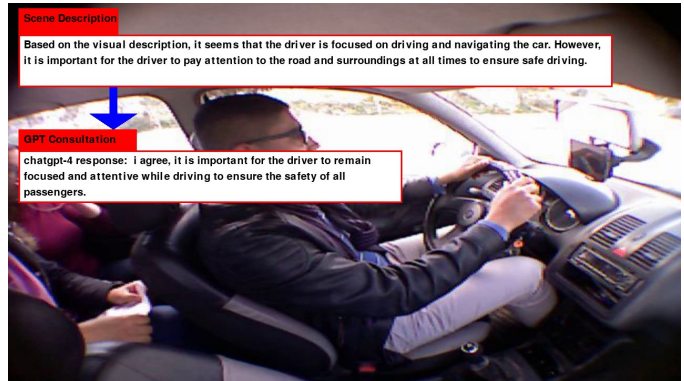 Scene Description
Based on the visual description, it seems that the driver is focused on driving and navigating the car. However,
it is important for the driver to pay attention to the road and surroundings at all times to ensure safe driving.
GPT Consultation
chatgpt-4 response: i agree, it is important for the driver to remain
focused and attentive while driving to ensure the safety of all
passengers.